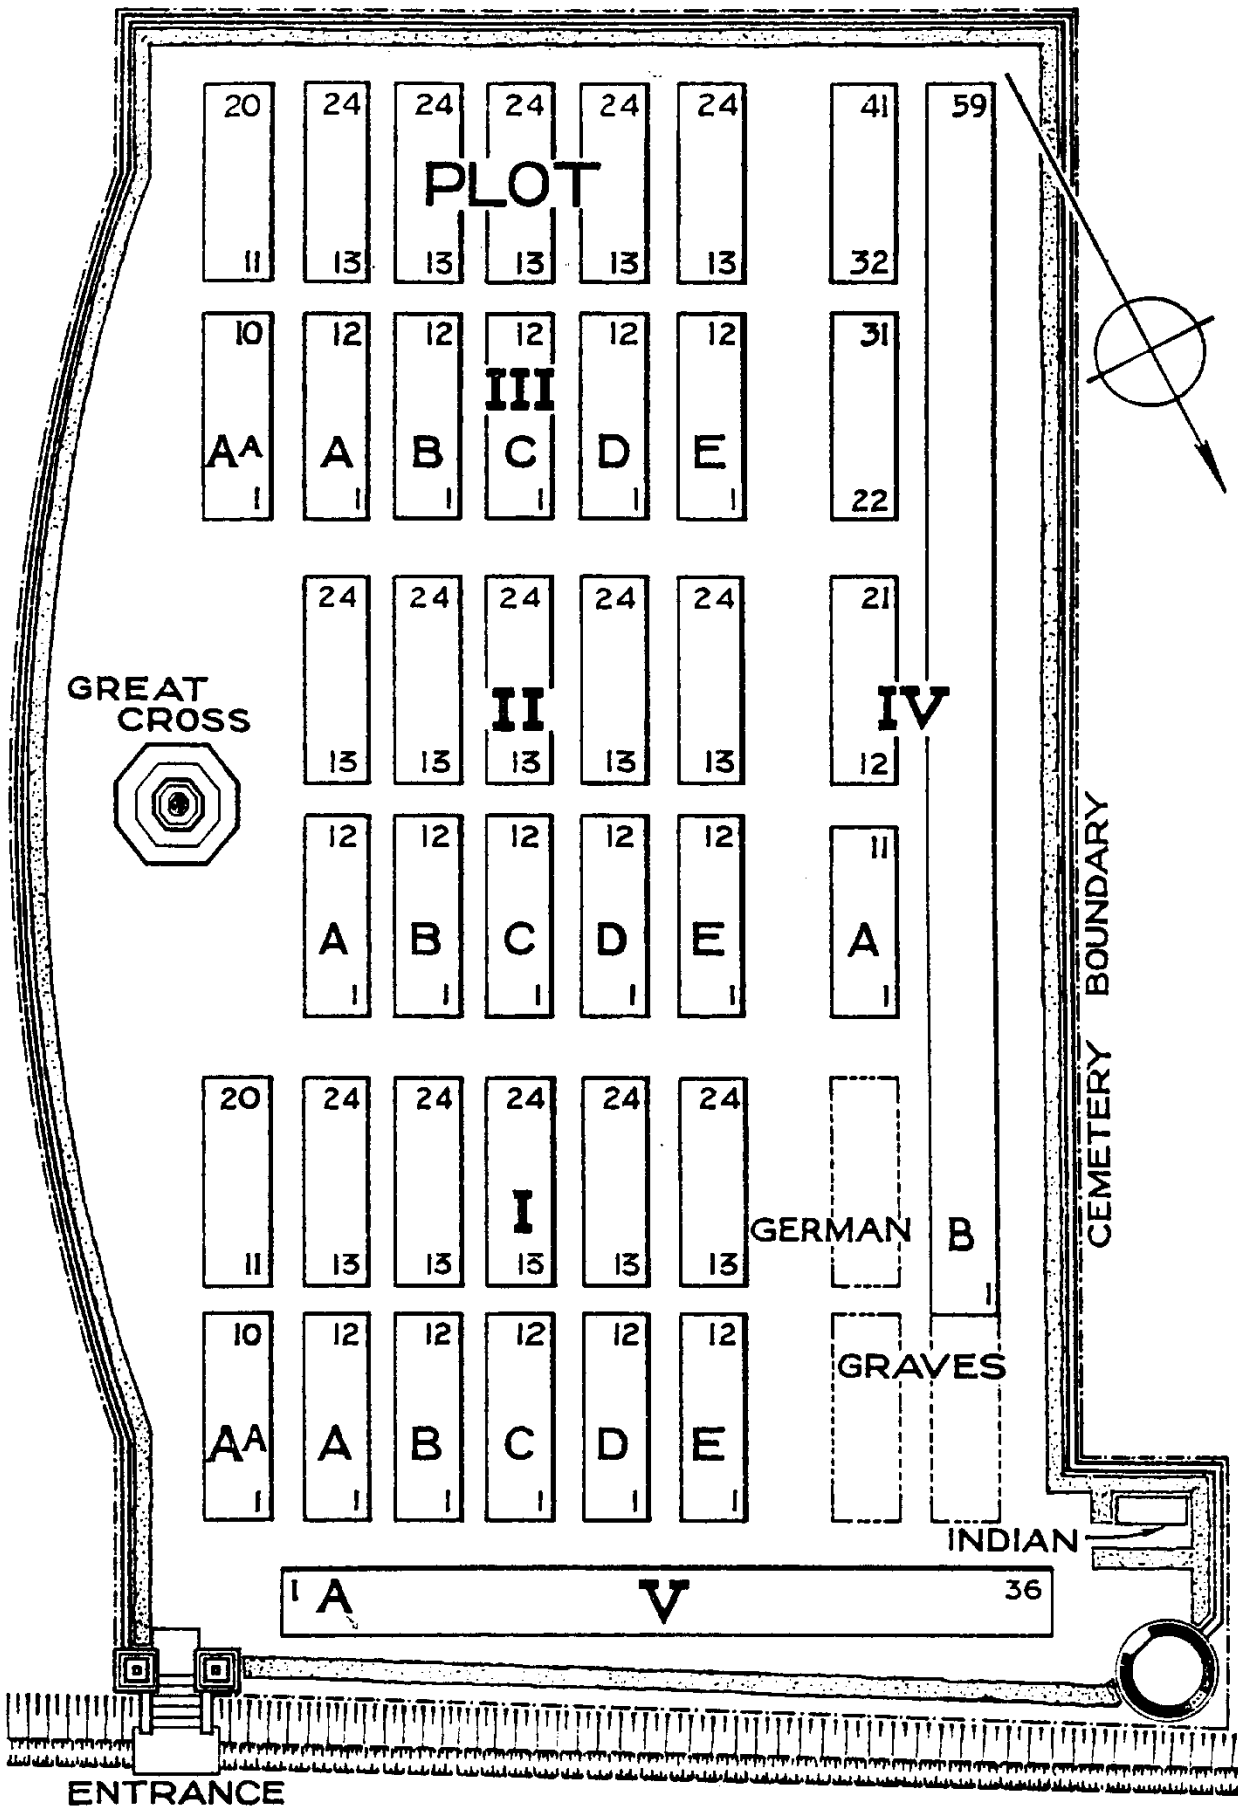 20 24 24 24 24 24 41 59
PLOT
11 13 13 13 13 13 32
10 12 12 12 12 12 31
III
AA A B C D E
1 1 1 1 1 1 22
24 24 24 24 24 21
GREAT
CROSS
II IV
13 13 13 13 13 12
12 12 12 12 12 11
A B C D E A
1 1 1 1 1 1
CEMETERY BOUNDARY
20 24 24 24 24 24
I
GERMAN B
11 13 13 13 13 13 1
10 12 12 12 12 12
GRAVES
AA A B C D E
1 1 1 1 1 1
INDIAN
1 A V 36
ENTRANCE